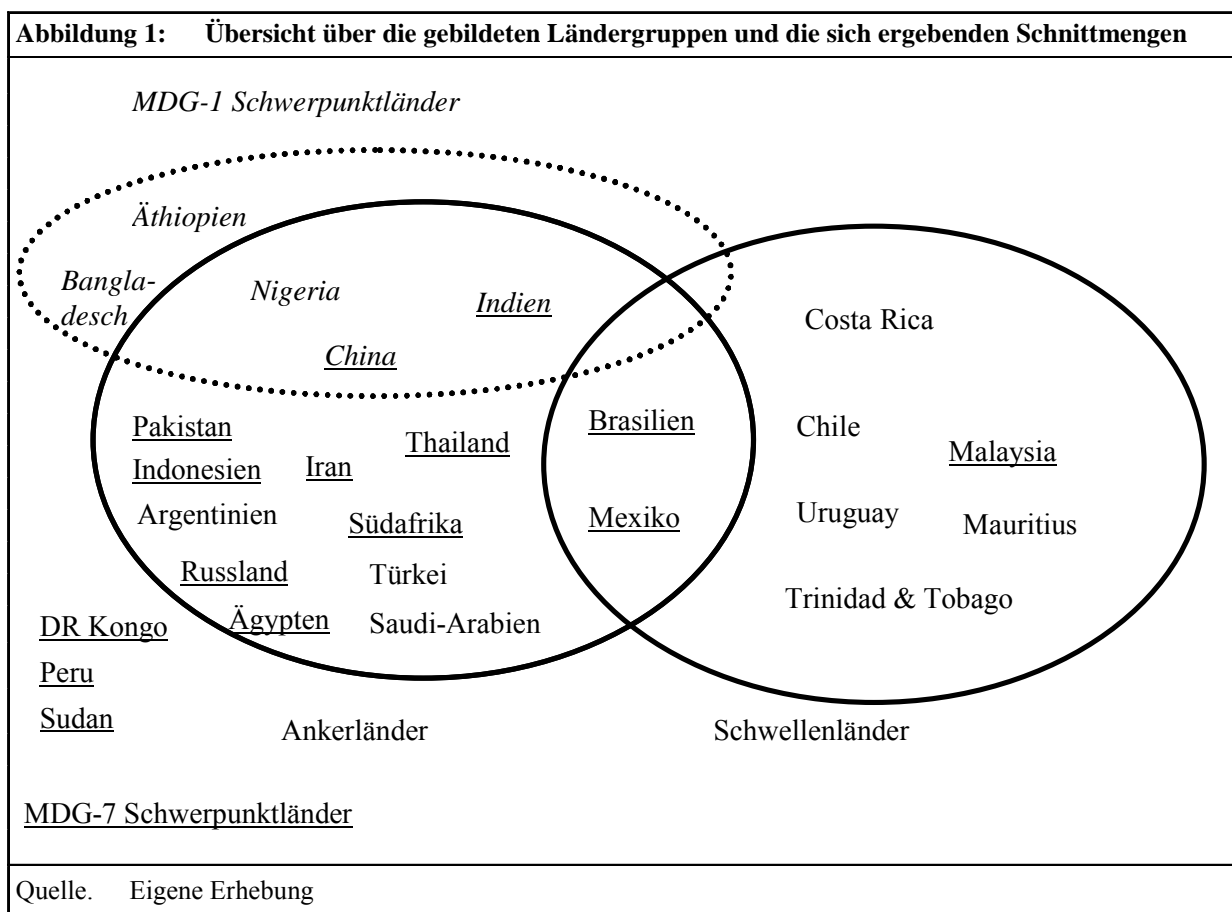 Abbildung 1: Übersicht über die gebildeten Ländergruppen und die sich ergebenden Schnittmengen
MDG-1 Schwerpunktländer
Äthiopien
Bangla-
desch
Nigeria
Indien
China
Pakistan
Indonesien
Iran
Thailand
Argentinien
Südafrika
Russland
Türkei
Ägypten
Saudi-Arabien
Brasilien
Mexiko
Costa Rica
Chile
Malaysia
Uruguay
Mauritius
Trinidad & Tobago
DR Kongo
Peru
Sudan
Ankerländer
Schwellenländer
MDG-7 Schwerpunktländer
Quelle. Eigene Erhebung